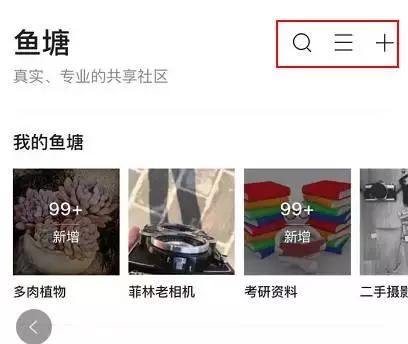 鱼塘
真实、专业的共享社区
我的鱼塘
99+
新增
99+
新增
多肉植物
菲林老相机
考研资料
二手摄影